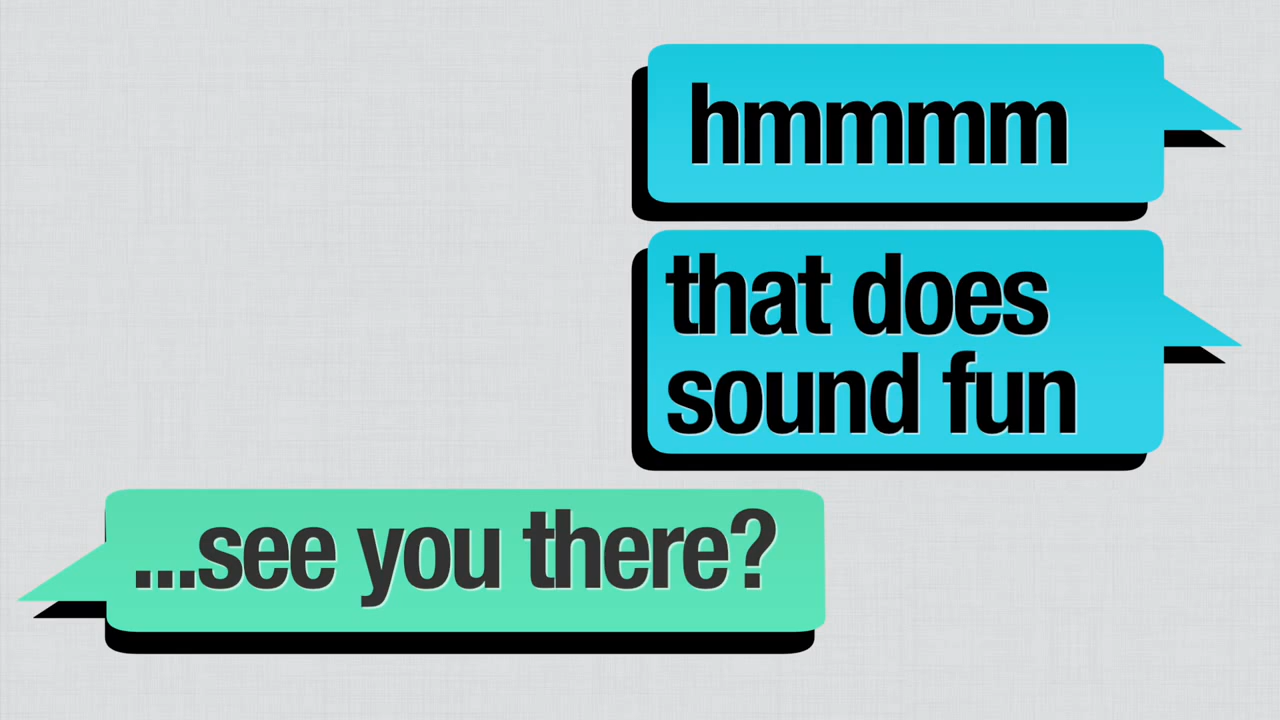 hmmmm
that does
sound fun
...see you there?